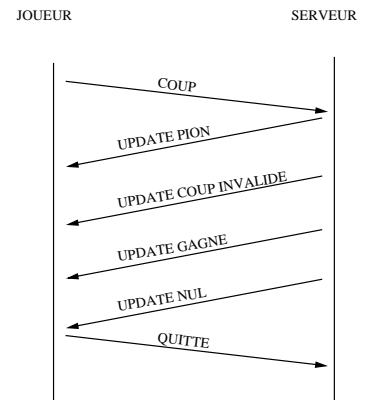 JOUEUR
SERVEUR
COUP
UPDATE PION
UPDATE COUP INVALIDE
UPDATE GAGNE
UPDATE NUL
QUITTE